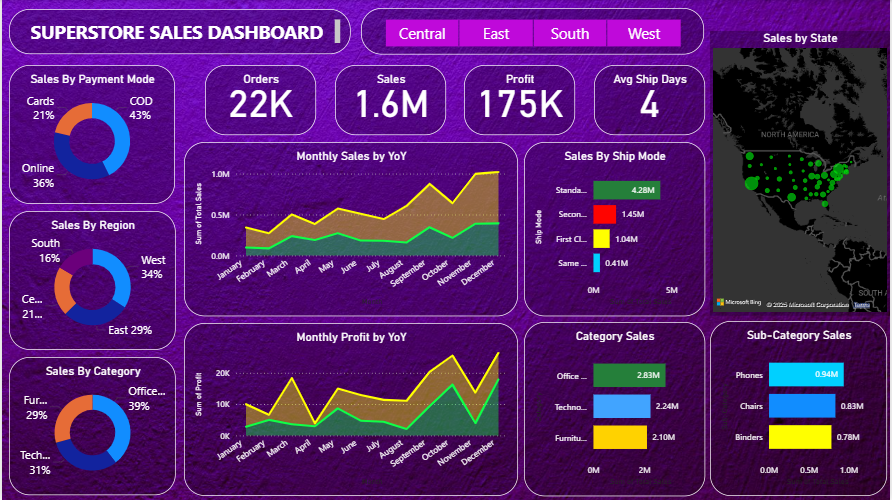 SUPERSTORE SALES DASHBOARD
Central East South West
Sales by State
Sales By Payment Mode
Cards
21%
COD
43%
Online
36%
Orders
22K
Sales
1.6M
Profit
175K
Avg Ship Days
4
NORTH AMERICA
SOUTH A
Microsoft Bing
© 2025 Microsoft Corporation Terms
Monthly Sales by YoY
Sum of Total Sales
1.0M
0.5M
0.0M
January February March April May June July August September October November December
Sales By Ship Mode
Ship Mode
Standa... 4.28M
Secon... 1.45M
First Cl... 1.04M
Same ... 0.41M
0M 5M
Sales By Region
South
16%
West
34%
Ce...
21...
East 29%
Monthly Profit by YoY
Sum of Profit
20K
10K
0K
January February March April May June July August September October November December
Category Sales
Office ... 2.83M
Techno... 2.24M
Furnitu... 2.10M
0M 2M
Sub-Category Sales
Phones 0.94M
Chairs 0.83M
Binders 0.78M
0.0M 0.5M 1.0M
Sales By Category
Fur...
29%
Office...
39%
Tech...
31%